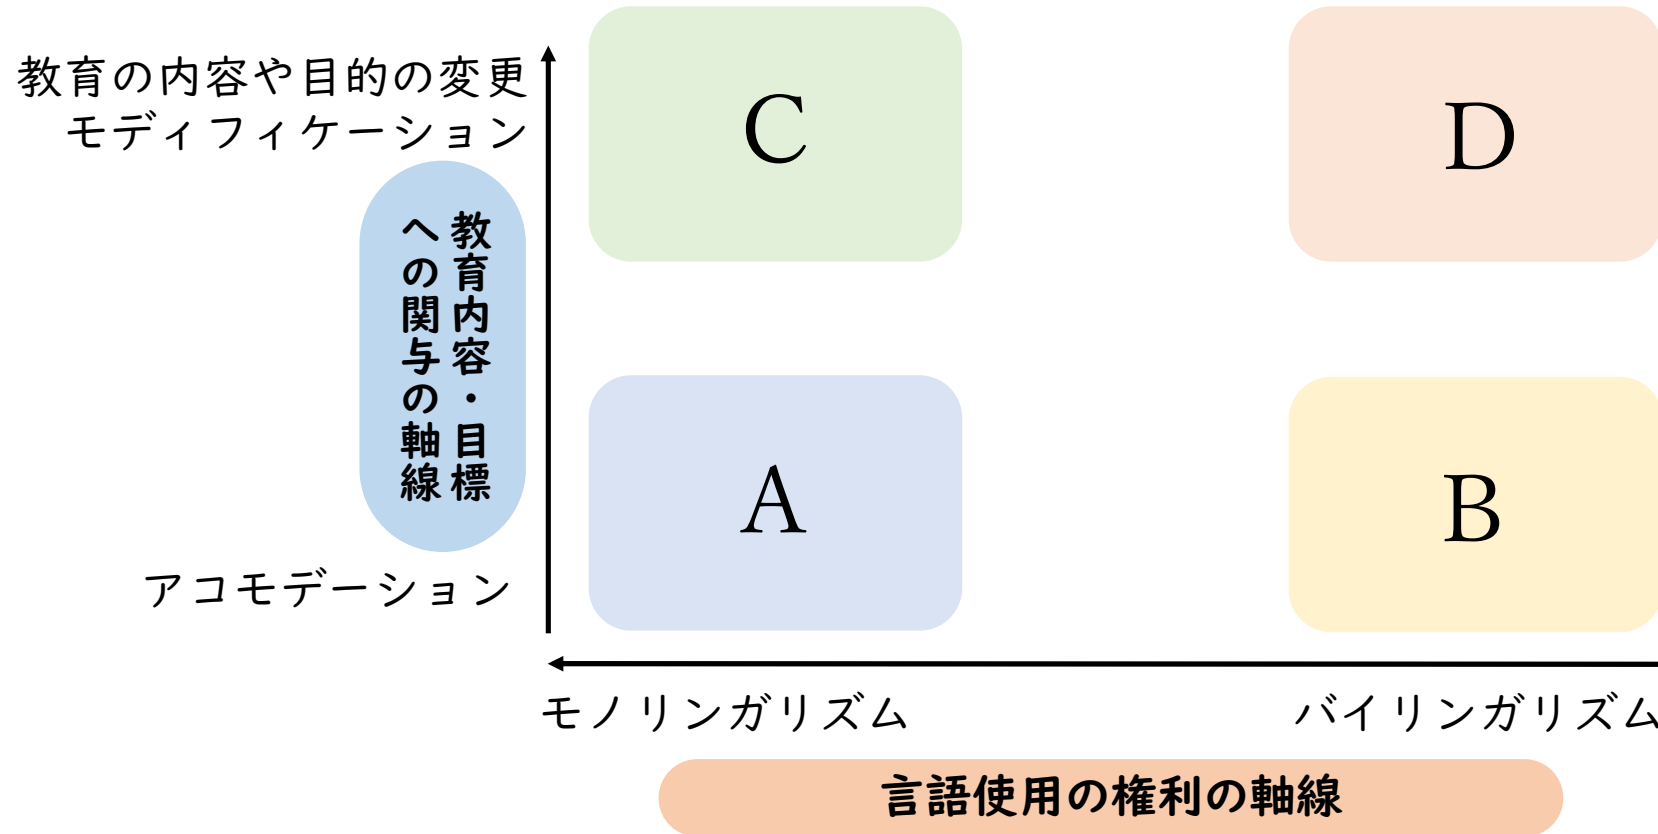 教育の内容や目的の変更
モディフィケーション
教育内容・目標
への関与の軸線
アコモデーション
C
D
A
B
モノリンガリズム
バイリンガリズム
言語使用の権利の軸線